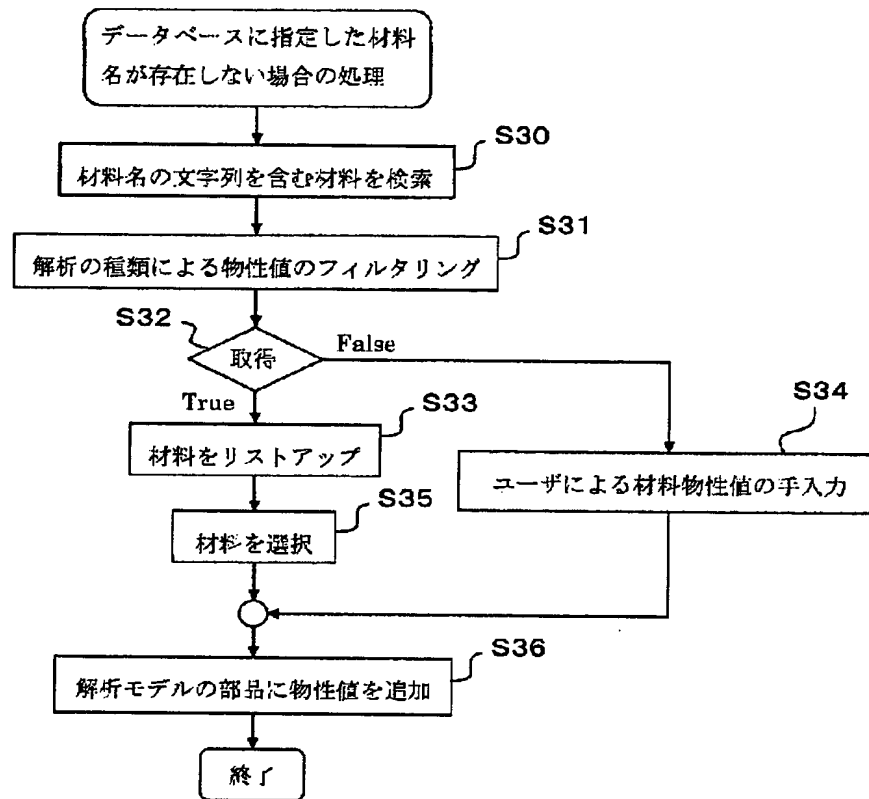 データベースに指定した材料
名が存在しない場合の処理
S30
材料名の文字列を含む材料を検索
S31
解析の種類による物性値のフィルタリング
S32
取得
False
True
S33
材料をリストアップ
S34
ユーザによる材料物性値の手入力
S35
材料を選択
S36
解析モデルの部品に物性値を追加
終了